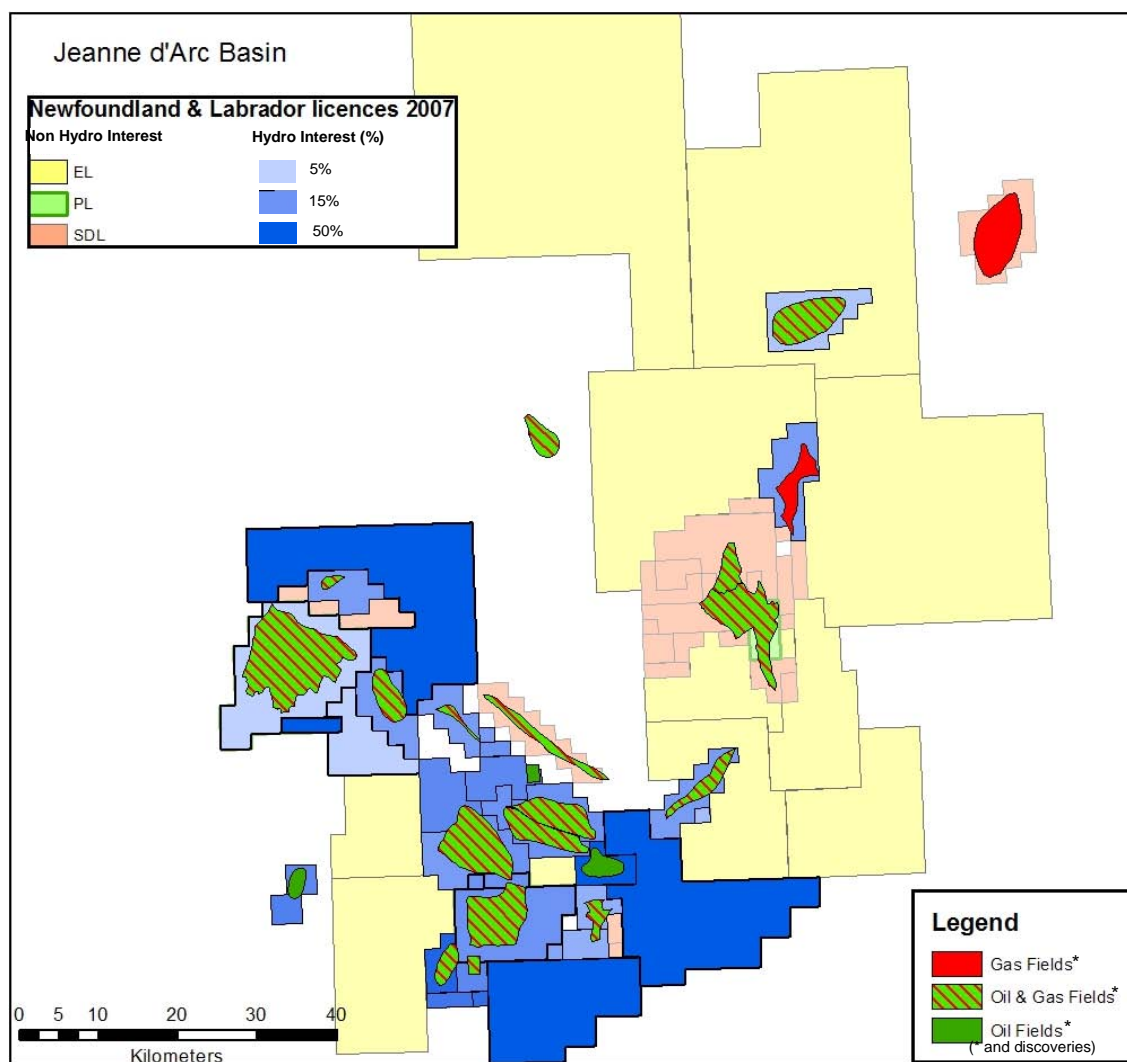 Jeanne d'Arc Basin
Newfoundland & Labrador licences 2007
Non Hydro Interest Hydro Interest (%)
EL 5%
PL 15%
SDL 50%
Legend
Gas Fields*
Oil & Gas Fields*
Oil Fields*
(* and discoveries)
0 5 10 20 30 40
Kilometers